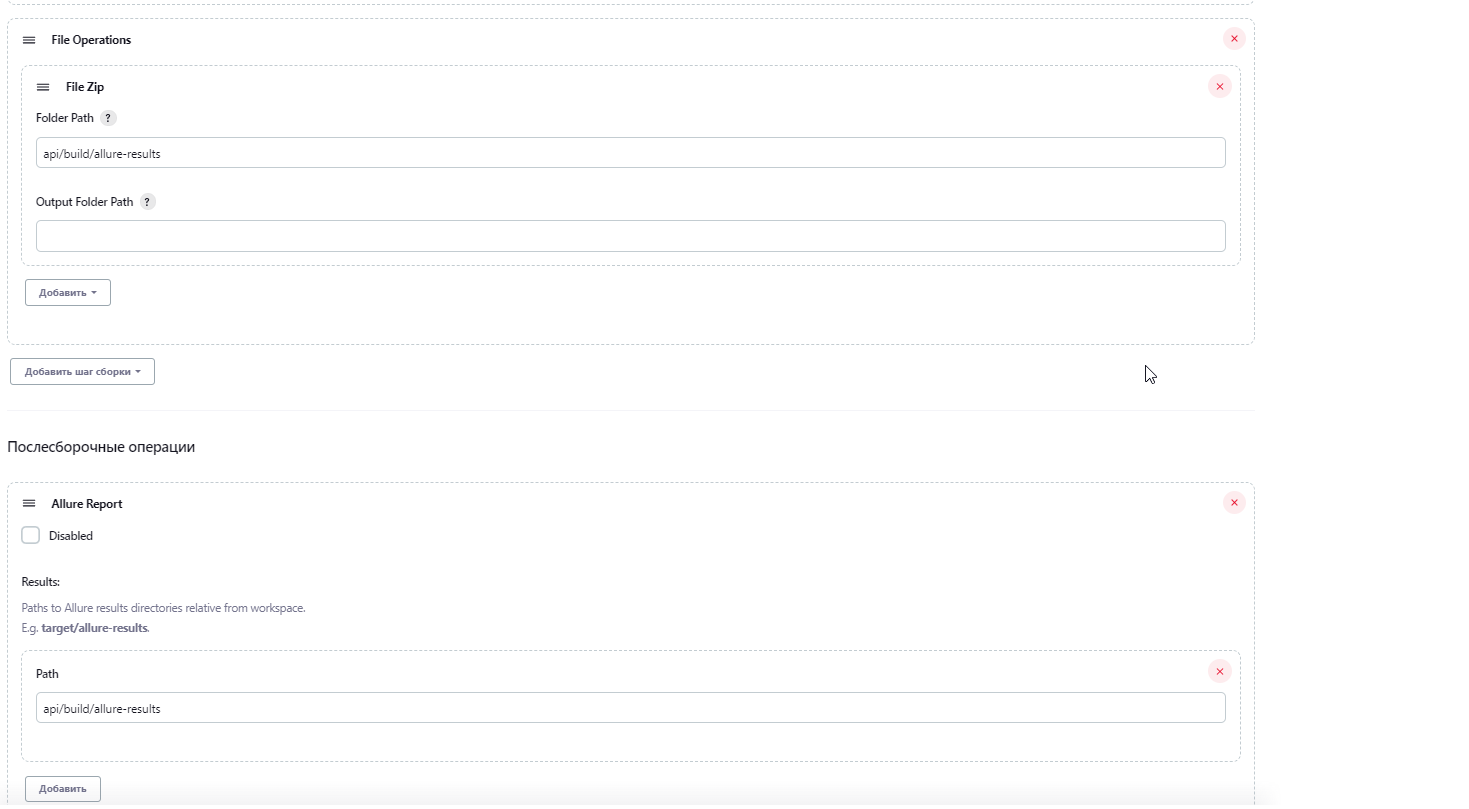 File Operations
File Zip
Folder Path ?
api/build/allure-results
Output Folder Path ?
Добавить
Добавить шаг сборки
Послесборочные операции
Allure Report
Disabled
Results:
Paths to Allure results directories relative from workspace.
E.g. target/allure-results.
Path
api/build/allure-results
Добавить